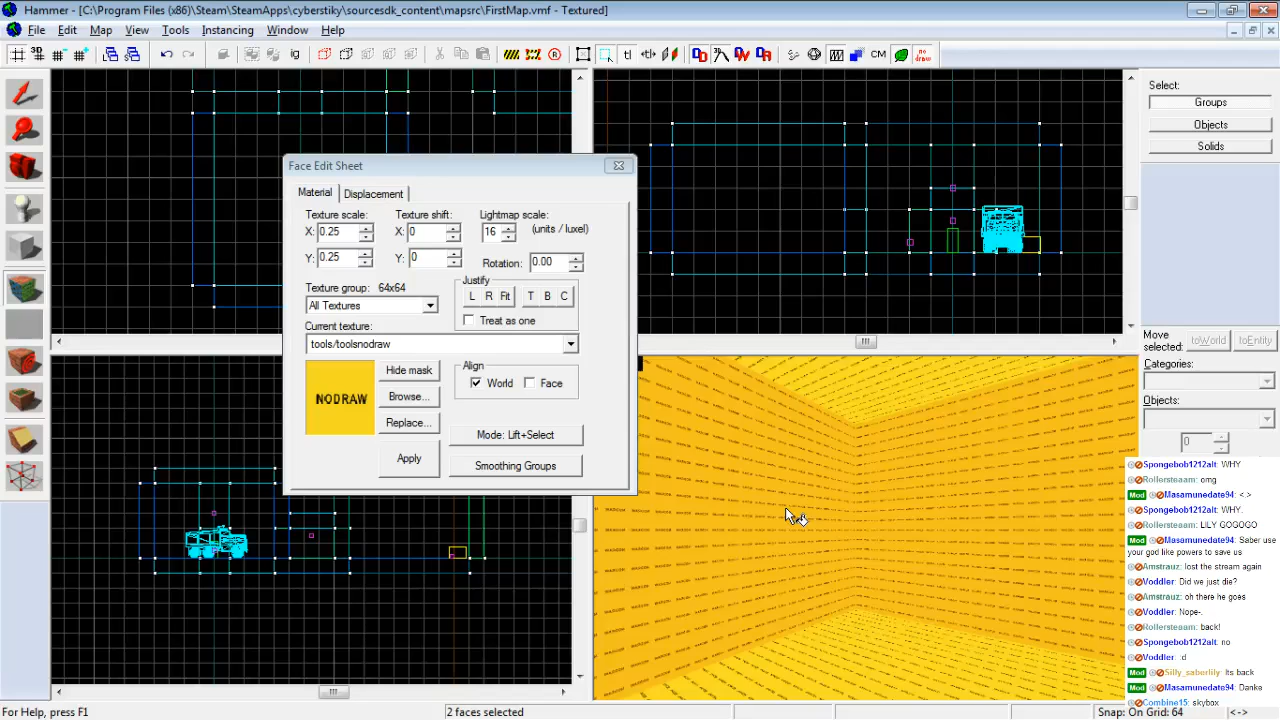 Hammer - [C:\Program Files (x86)\Steam\SteamApps\cyberstiky\sourcesdk_content\mapsrc\FirstMap.vmf - Textured]
File Edit Map View Tools Instancing Window Help
3D ig tl CM no draw
Face Edit Sheet
Material Displacement
Texture scale: Texture shift: Lightmap scale:
X: 0.25 X: 0 16 (units / luxel)
Y: 0.25 Y: 0 Rotation: 0.00
Texture group: 64x64
Justify
All Textures L R Fit T B C
Treat as one
Current texture:
tools/toolsnodraw
NODRAW
Hide mask
Browse...
Replace...
Apply
Align
World Face
Mode: Lift+Select
Smoothing Groups
Select:
Groups
Objects
Solids
Move selected: toWorld toEntity
Categories:
Objects:
0
Spongebob1212alt: WHY
Rollersteaam: omg
Mod Masamunedate94: <.>
Spongebob1212alt: WHY.
Rollersteaam: LILY GOGOGO
Mod Masamunedate94: Saber use
your god like powers to save us
Amstrauz: lost the stream again
Voddler: Did we just die?
Amstrauz: oh there he goes
Voddler: Nope-.
Rollersteaam: back!
Spongebob1212alt: no
Voddler: :d
Mod Silly_saberlily: Its back
Mod Masamunedate94: Danke
Combine15: skybox
For Help, press F1
2 faces selected
Snap: On Grid: 64 <->